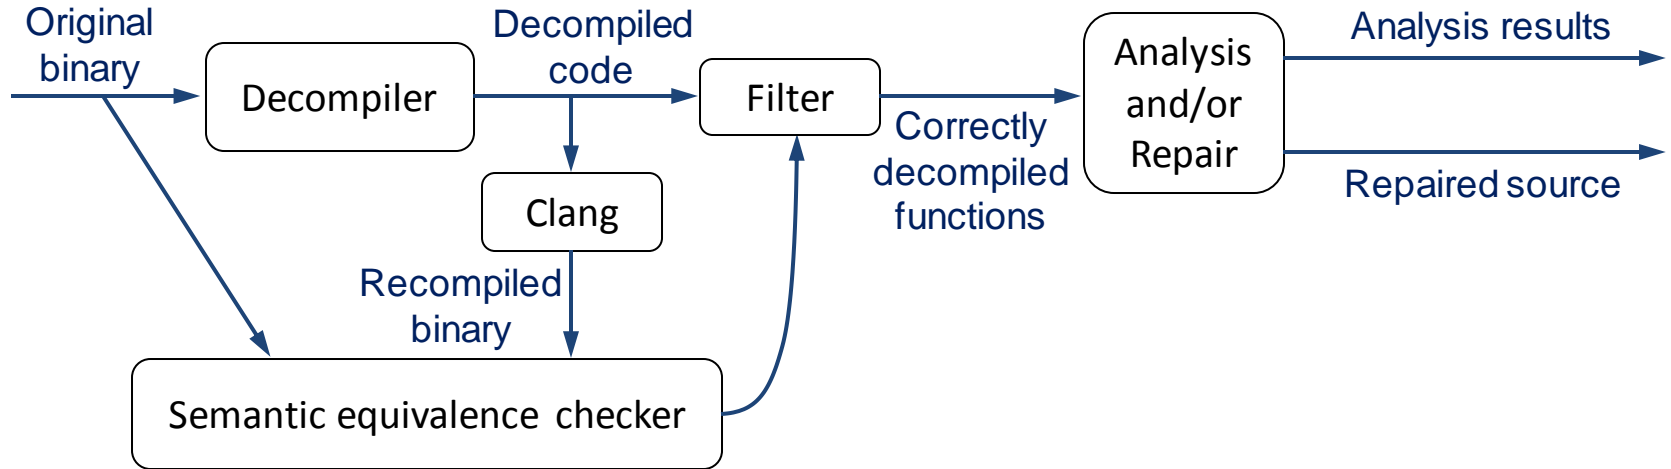 Original
binary
Decompiler
Decompiled
code
Filter
Correctly
decompiled
functions
Analysis
and/or
Repair
Analysis results
Repaired source
Clang
Recompiled
binary
Semantic equivalence checker